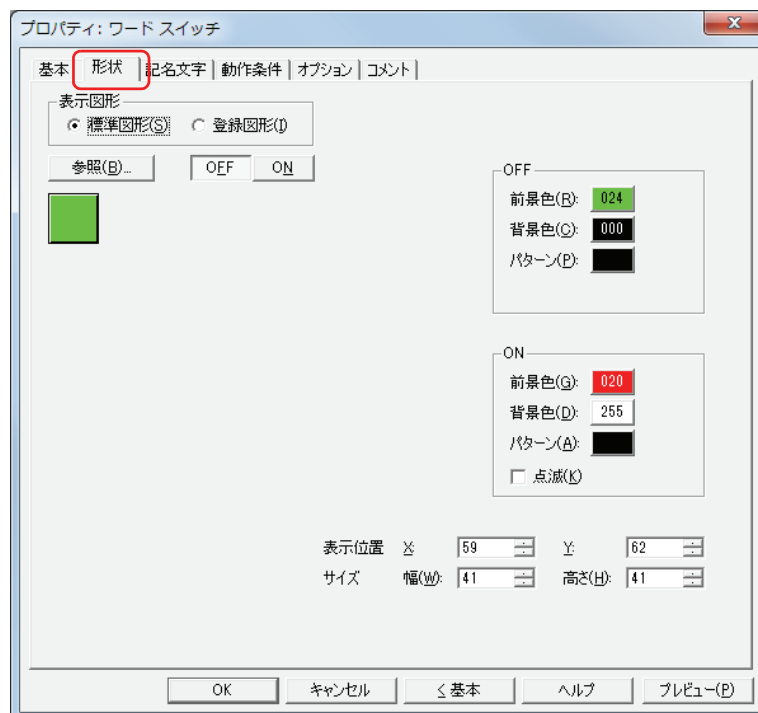 プロパティ: ワード スイッチ
x
基本 形状 記名文字 動作条件 オプション コメント
表示図形
標準図形(S) 登録図形(I)
参照(B)... OFF ON
OFF
前景色(R): 024
背景色(C): 000
パターン(P):
ON
前景色(G): 020
背景色(D): 255
パターン(A):
点滅(K)
表示位置 X: 59 Y: 62
サイズ 幅(W): 41 高さ(H): 41
OK キャンセル < 基本 ヘルプ プレビュー(P)